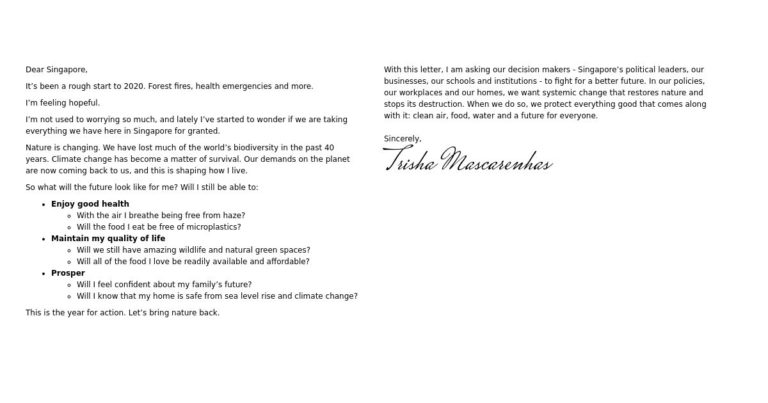 Dear Singapore,
It’s been a rough start to 2020. Forest fires, health emergencies and more.
I’m feeling hopeful.
I’m not used to worrying so much, and lately I’ve started to wonder if we are taking
everything we have here in Singapore for granted.
Nature is changing. We have lost much of the world’s biodiversity in the past 40
years. Climate change has become a matter of survival. Our demands on the planet
are now coming back to us, and this is shaping how I live.
So what will the future look like for me? Will I still be able to:
• Enjoy good health
◦ With the air I breathe being free from haze?
◦ Will the food I eat be free of microplastics?
• Maintain my quality of life
◦ Will we still have amazing wildlife and natural green spaces?
◦ Will all of the food I love be readily available and affordable?
• Prosper
◦ Will I feel confident about my family’s future?
◦ Will I know that my home is safe from sea level rise and climate change?
This is the year for action. Let’s bring nature back.
With this letter, I am asking our decision makers - Singapore’s political leaders, our
businesses, our schools and institutions - to fight for a better future. In our policies,
our workplaces and our homes, we want systemic change that restores nature and
stops its destruction. When we do so, we protect everything good that comes along
with it: clean air, food, water and a future for everyone.
Sincerely,
Trisha Mascarenhas